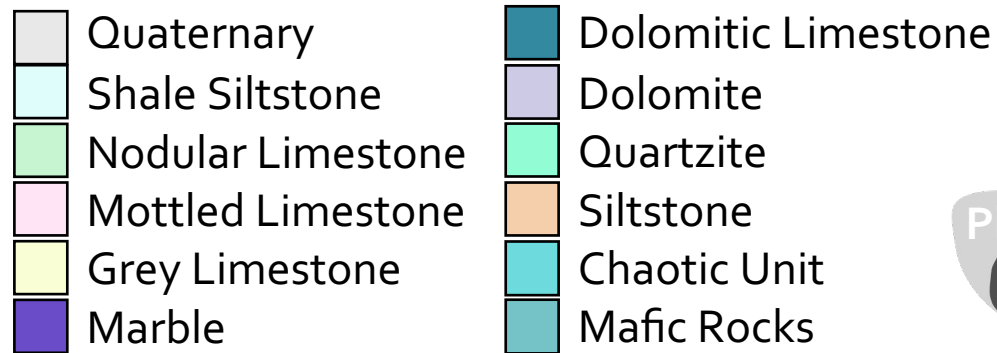 Quaternary
Shale Siltstone
Nodular Limestone
Mottled Limestone
Grey Limestone
Marble
Dolomitic Limestone
Dolomite
Quartzite
Siltstone
Chaotic Unit
Mafic Rocks
P